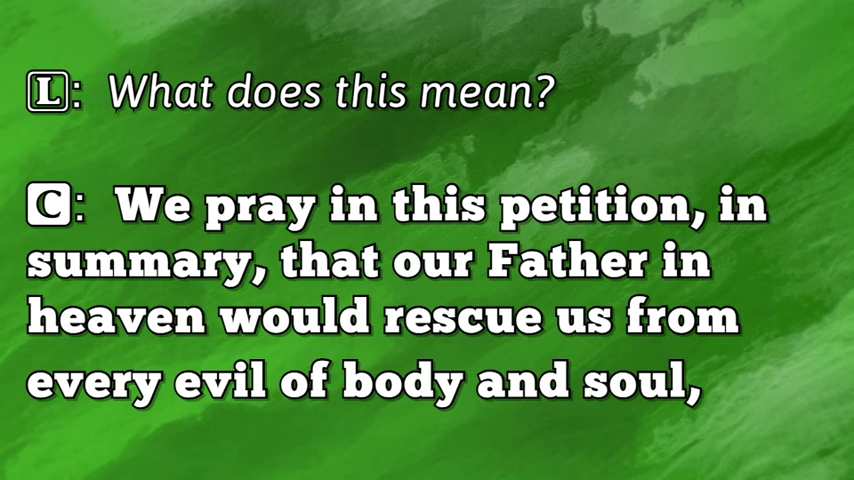 L: What does this mean?
C: We pray in this petition, in
summary, that our Father in
heaven would rescue us from
every evil of body and soul,